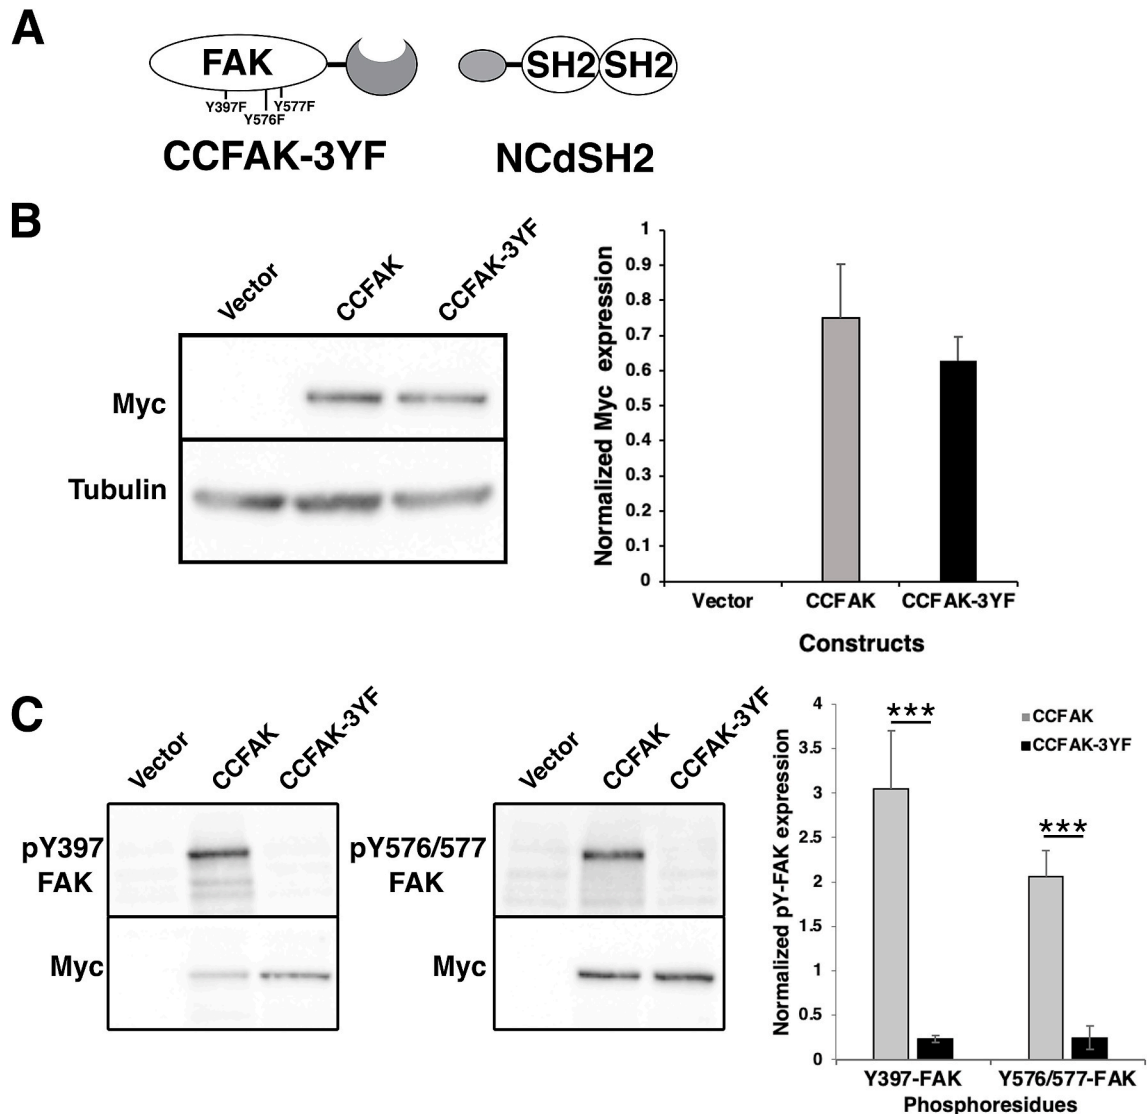 A
FAK
SH2 SH2
Y397F
Y577F
Y576F
CCFAK-3YF
NCdSH2
B
Vector
CCFAK
CCFAK-3YF
Myc
Tubulin
Normalized Myc expression
1
0.9
0.8
0.7
0.6
0.5
0.4
0.3
0.2
0.1
0
Vector
CCFAK
CCFAK-3YF
Constructs
C
Vector
CCFAK
CCFAK-3YF
pY397
FAK
Myc
Vector
CCFAK
CCFAK-3YF
pY576/577
FAK
Myc
Normalized pY-FAK expression
4
3.5
3
2.5
2
1.5
1
0.5
0
***
***
CCFAK
CCFAK-3YF
Y397-FAK
Y576/577-FAK
Phosphoresidues